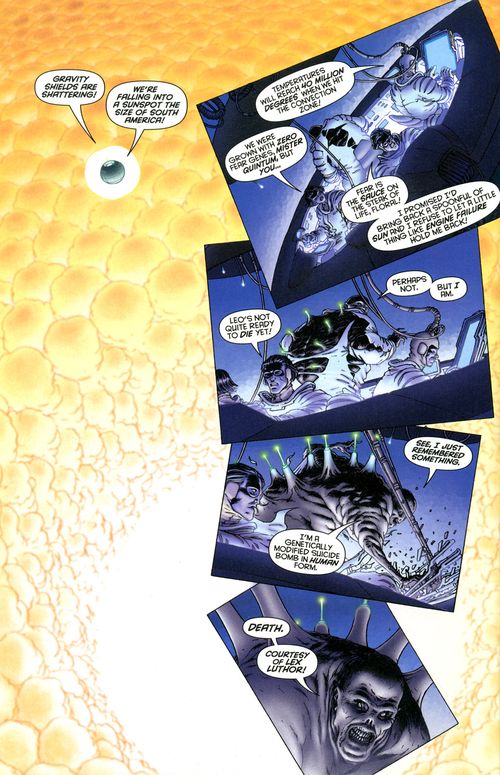 GRAVITY
SHIELDS ARE
SHATTERING!
WE'RE
FALLING INTO
A SUNSPOT THE
SIZE OF SOUTH
AMERICA!
TEMPERATURES
WILL REACH 40 MILLION
DEGREES WHEN WE HIT
THE CONVECTION
ZONE!
WE WERE
GROWN WITH ZERO
FEAR GENES, MISTER
QUINTUM, BUT
YOU...
FEAR IS
THE SAUCE ON
THE STEAK OF
LIFE, FLORAL!
I PROMISED I'D
BRING BACK A SPOONFUL OF
SUN AND I REFUSE TO LET A LITTLE
THING LIKE ENGINE FAILURE
HOLD ME BACK!
LEO'S NOT
QUITE READY
TO DIE YET!
PERHAPS
NOT.
BUT I
AM.
SEE, I JUST
REMEMBERED
SOMETHING.
I'M A
GENETICALLY
MODIFIED SUICIDE
BOMB IN HUMAN
FORM.
DEATH.
COURTESY
OF LEX
LUTHOR!